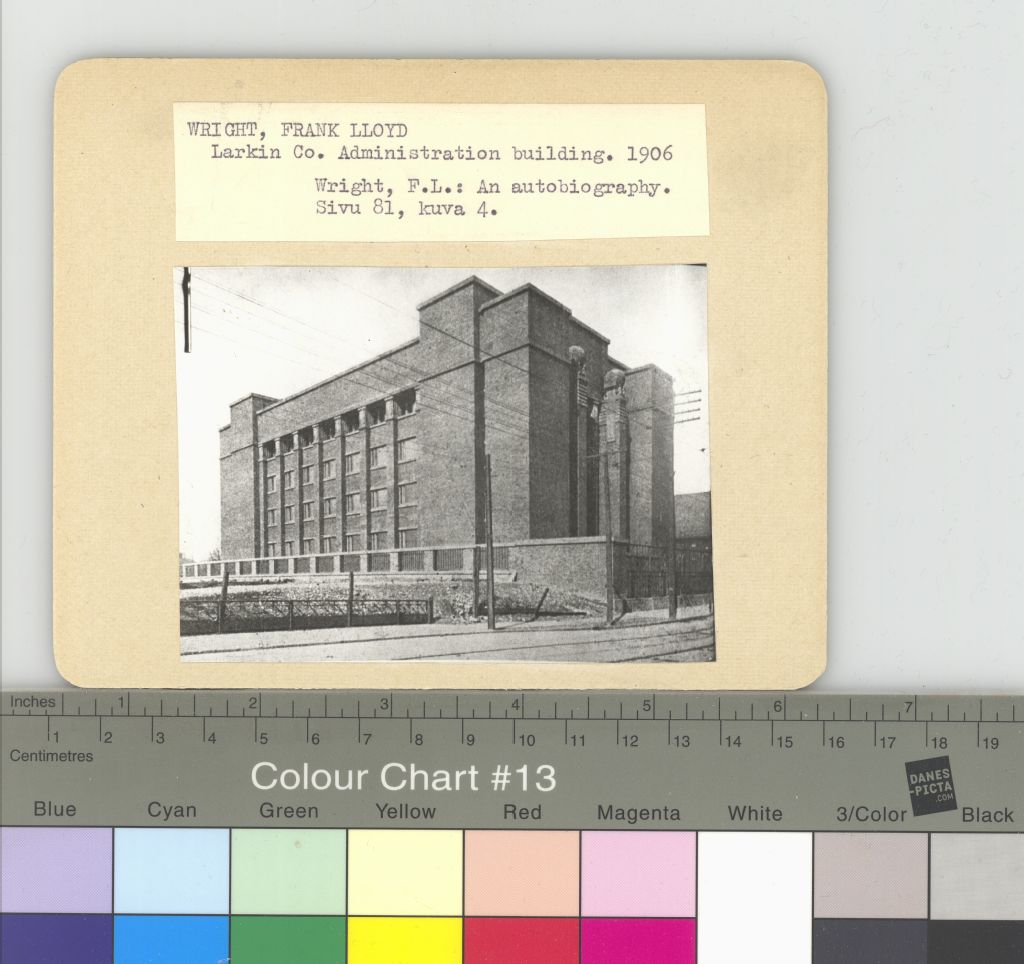 WRIGHT, FRANK LLOYD
Larkin Co. Administration building. 1906
Wright, F.L.: An autobiography.
Sivu 81, kuva 4.
Inches 1 2 3 4 5 6 7
1 2 3 4 5 6 7 8 9 10 11 12 13 14 15 16 17 18 19
Centimetres
Colour Chart #13
DANES
-PICTA
.COM
Blue Cyan Green Yellow Red Magenta White 3/Color Black